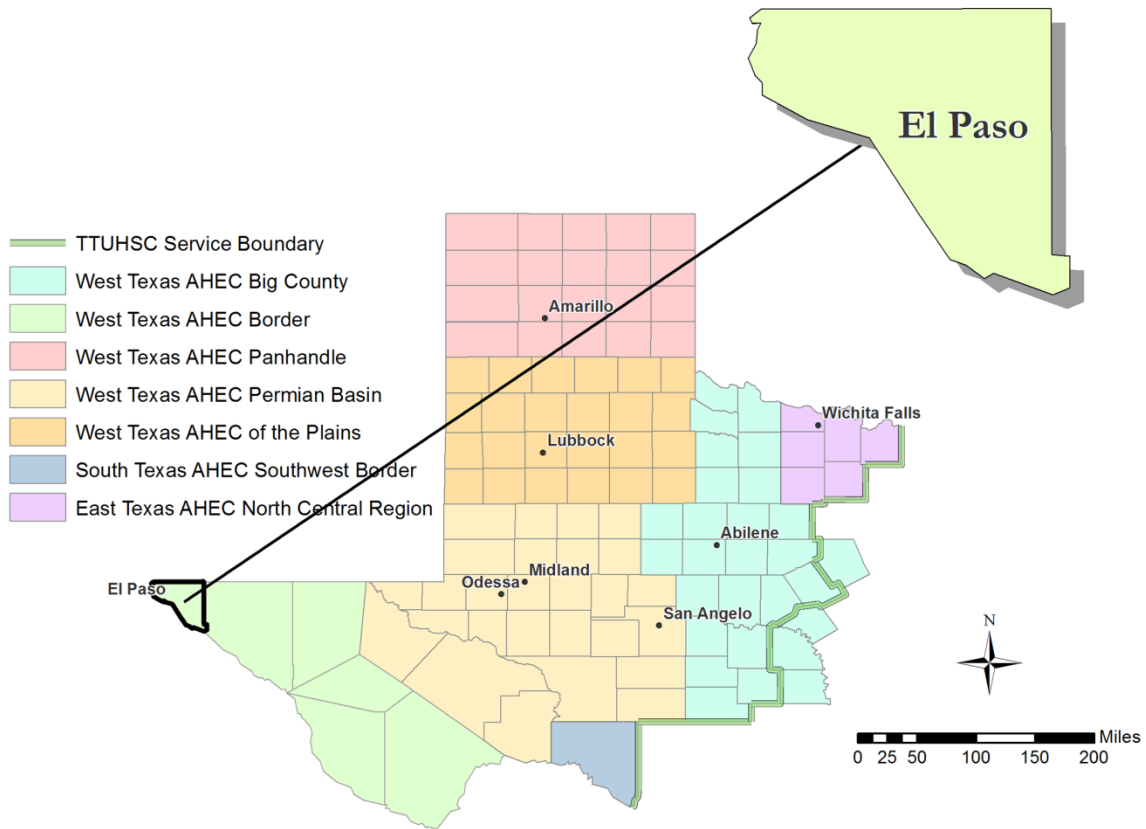 El Paso
TTUHSC Service Boundary
West Texas AHEC Big County
West Texas AHEC Border
West Texas AHEC Panhandle
West Texas AHEC Permian Basin
West Texas AHEC of the Plains
South Texas AHEC Southwest Border
East Texas AHEC North Central Region
Amarillo
Wichita Falls
Lubbock
Abilene
Midland
Odessa
El Paso
San Angelo
N
Miles
0 25 50 100 150 200